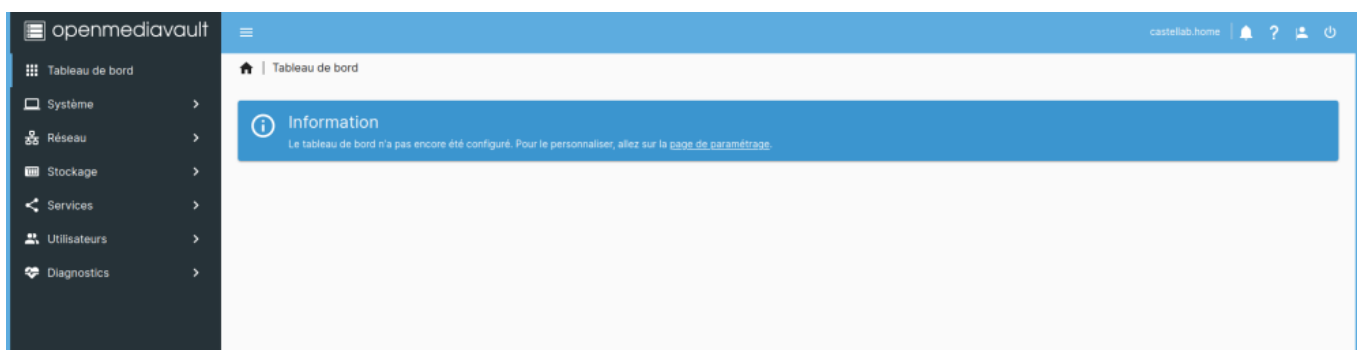 openmediavault
castellab.home
Tableau de bord
Tableau de bord
Système
Réseau
Stockage
Services
Utilisateurs
Diagnostics
Information
Le tableau de bord n'a pas encore été configuré. Pour le personnaliser, allez sur la page de paramétrage.